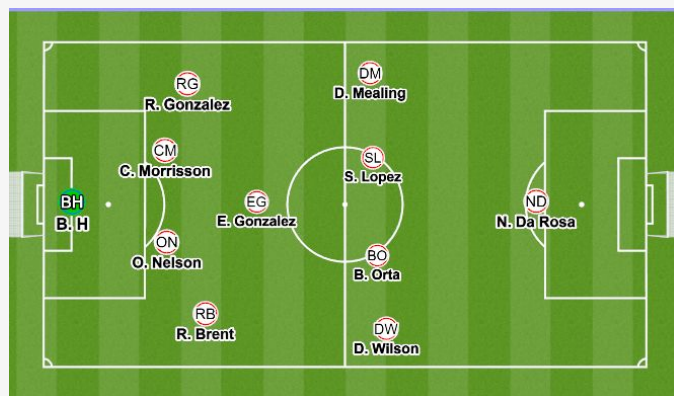 DM
D. Mealing
RG
R. Gonzalez
CM
C. Morrisson
SL
S. Lopez
BH
B. H
EG
E. Gonzalez
ND
N. Da Rosa
ON
O. Nelson
BO
B. Orta
RB
R. Brent
DW
D. Wilson